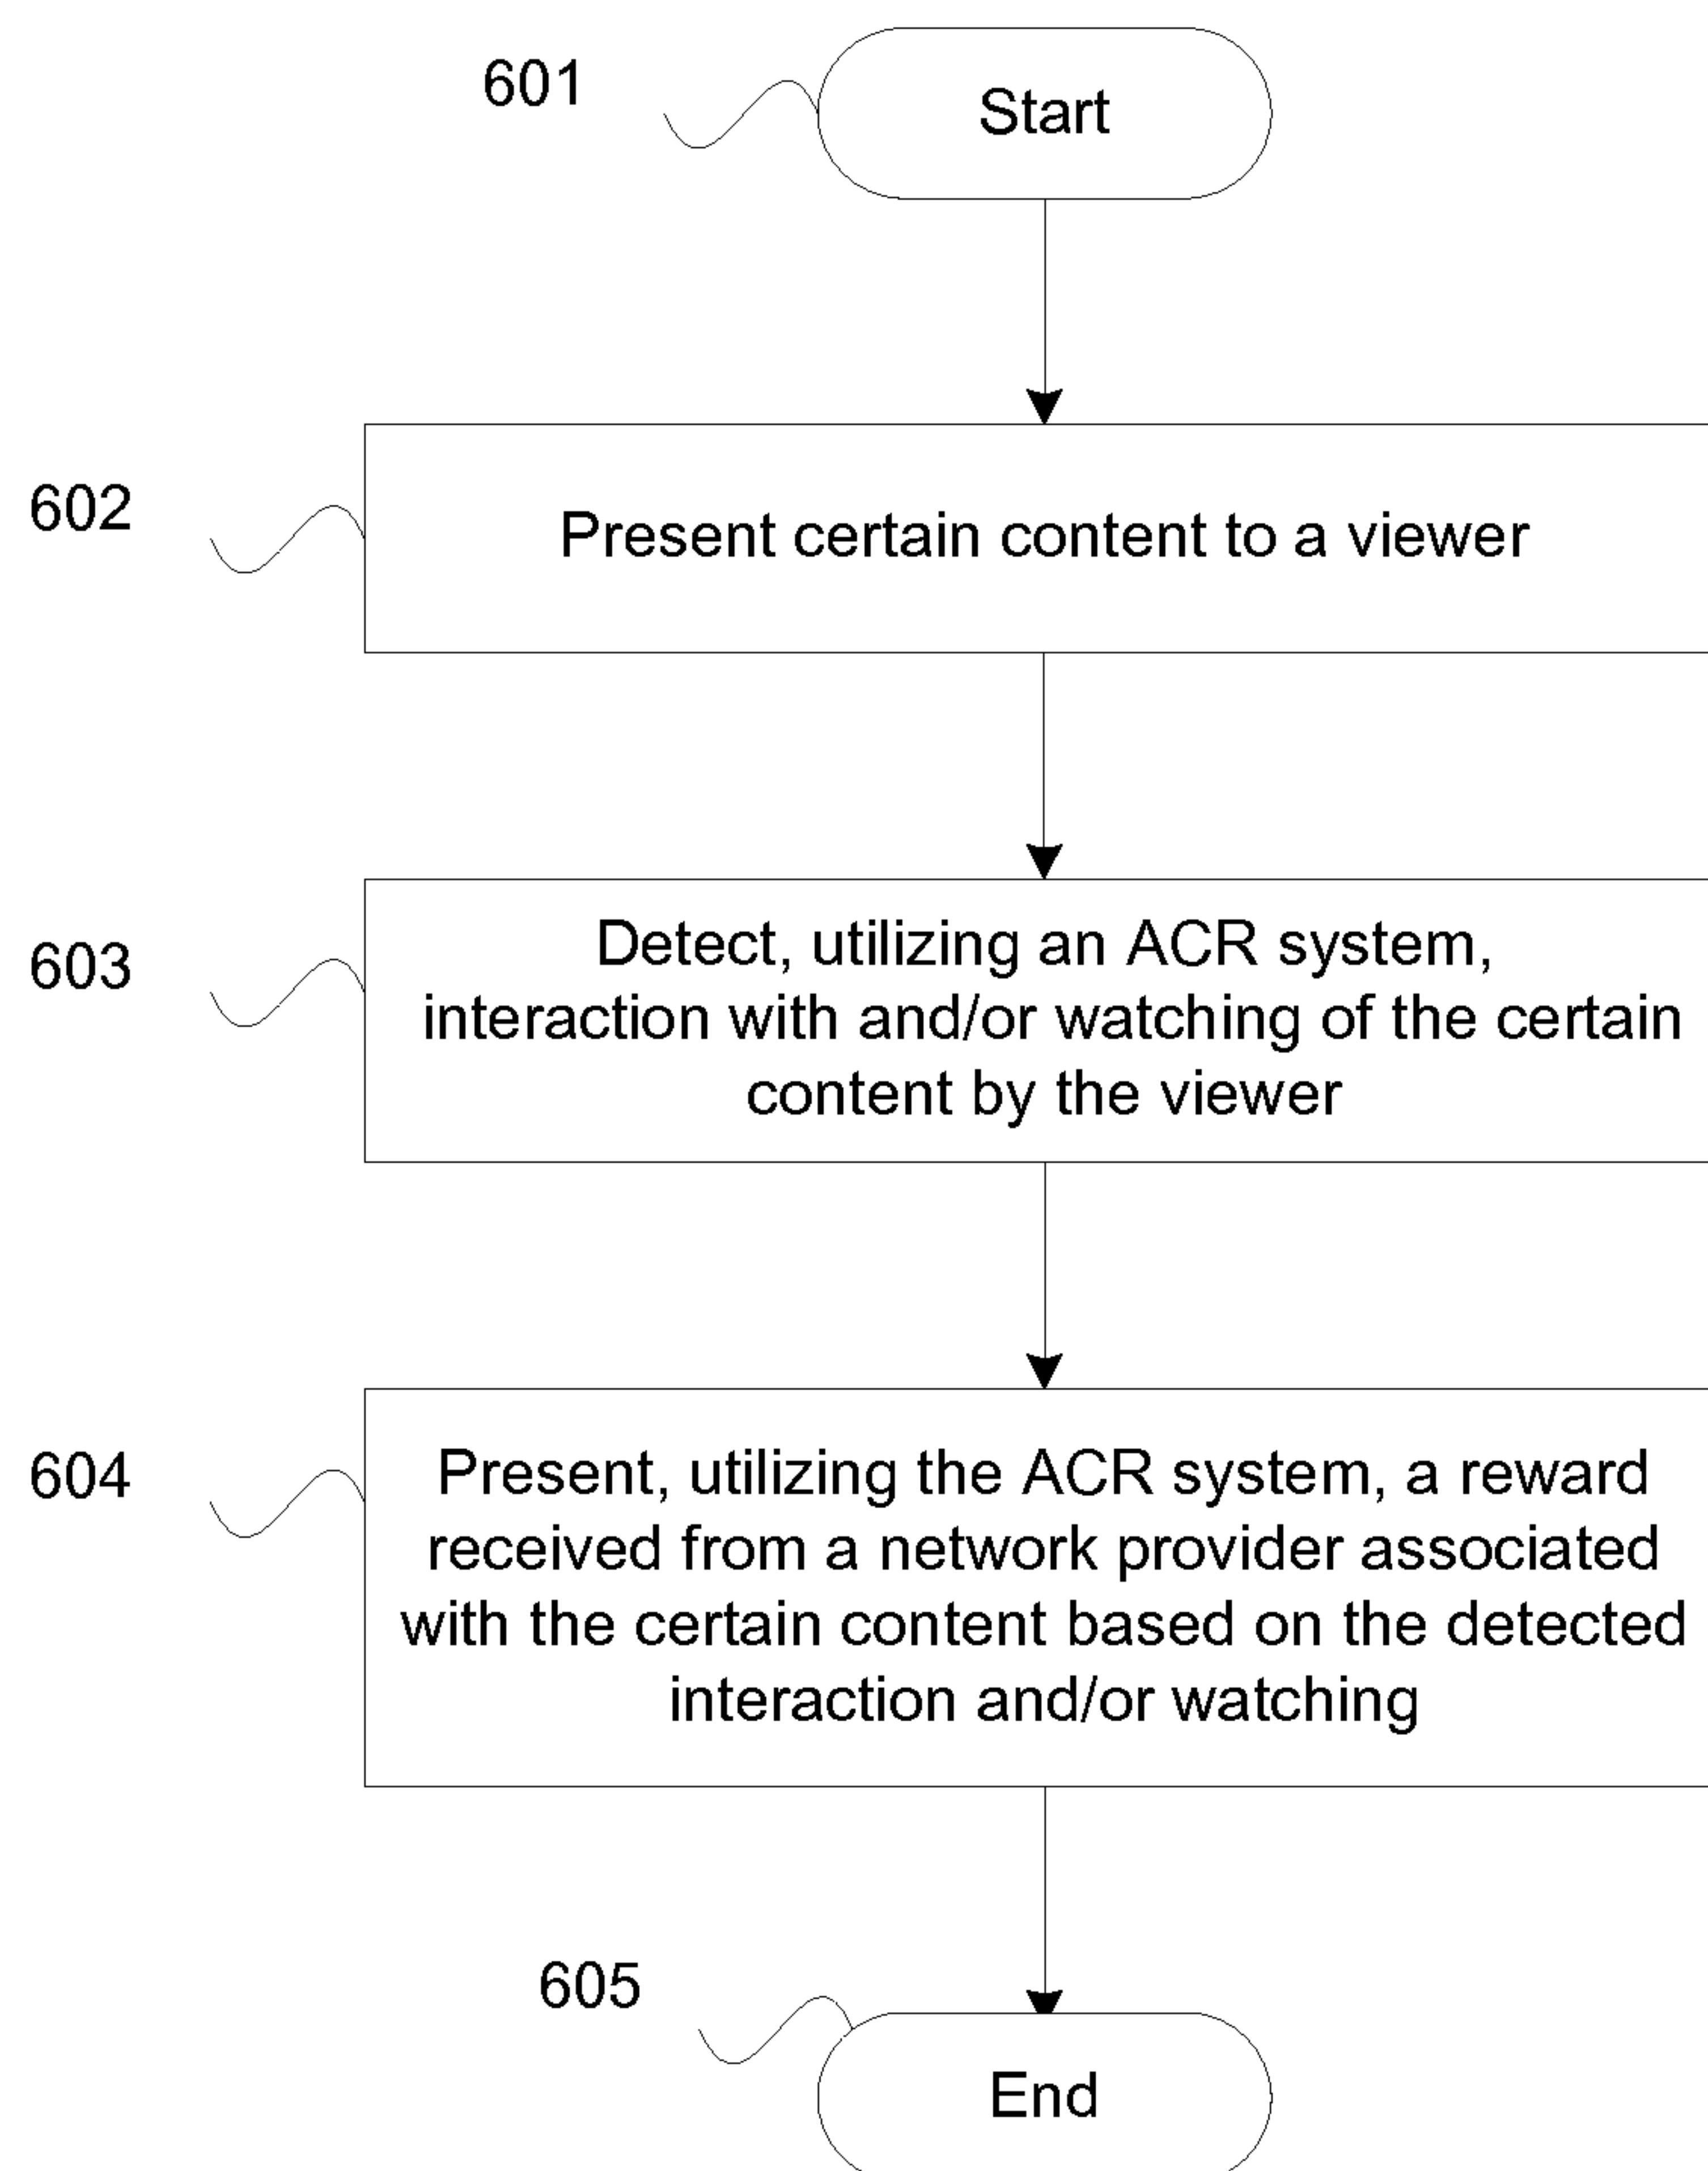 601
Start
602
Present certain content to a viewer
603
Detect, utilizing an ACR system,
interaction with and/or watching of the certain
content by the viewer
604
Present, utilizing the ACR system, a reward
received from a network provider associated
with the certain content based on the detected
interaction and/or watching
605
End